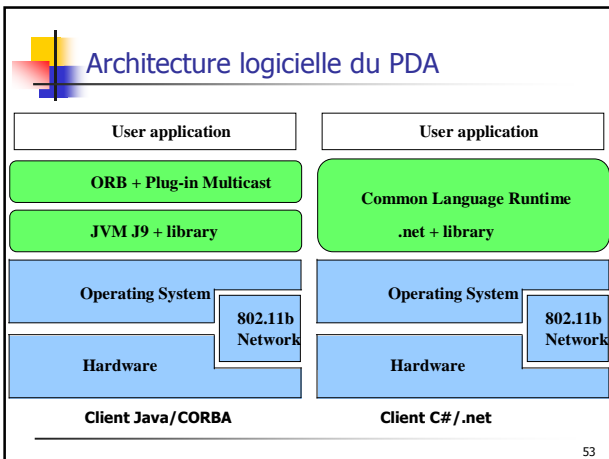 Architecture logicielle du PDA
User application
ORB + Plug-in Multicast
JVM J9 + library
Operating System
802.11b
Network
Hardware
Client Java/CORBA
User application
Common Language Runtime
.net + library
Operating System
802.11b
Network
Hardware
Client C#/.net
53